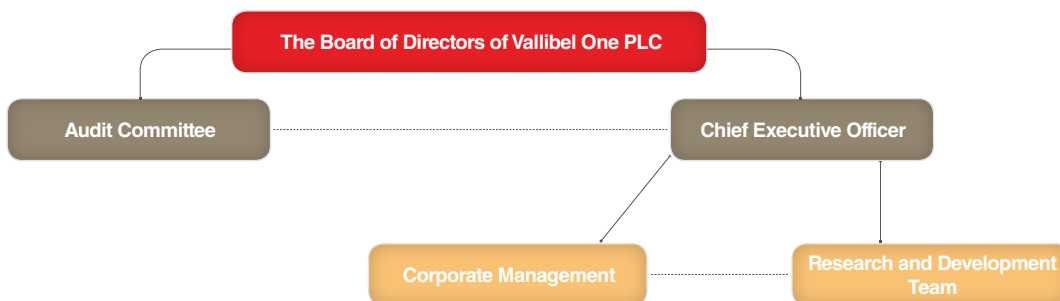 The Board of Directors of Vallibel One PLC
Audit Committee
Chief Executive Officer
Corporate Management
Research and Development
Team